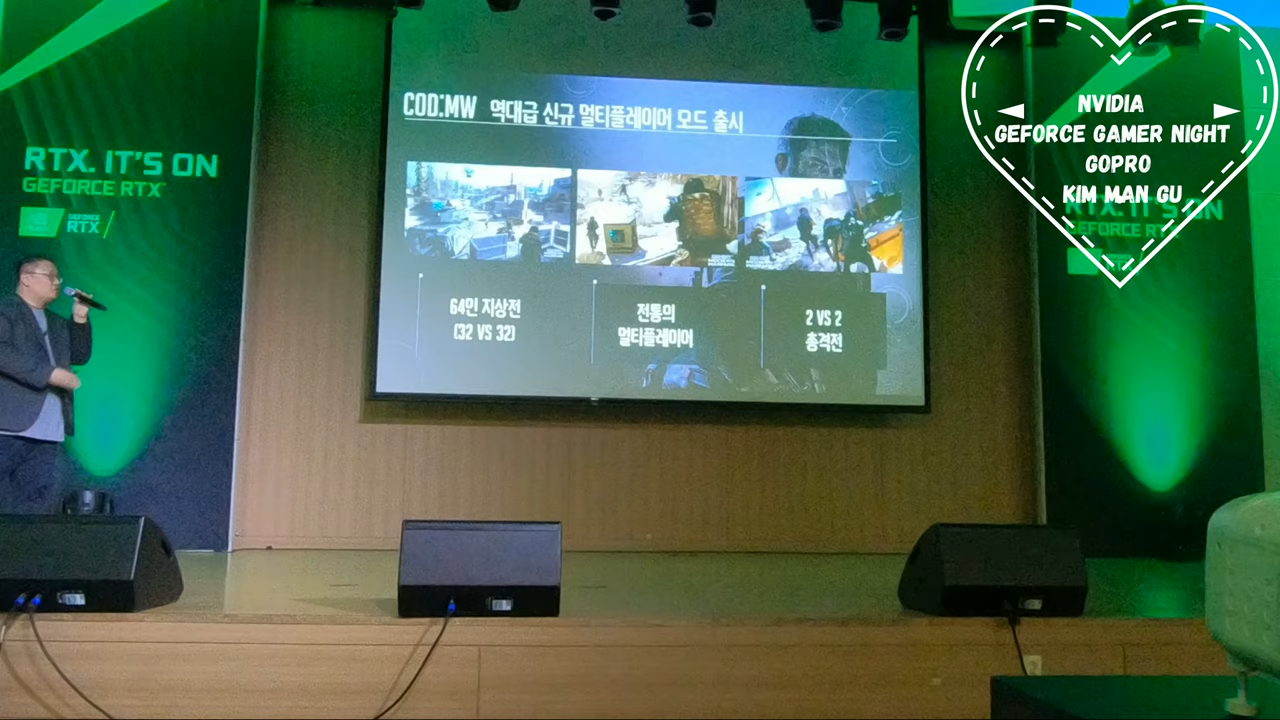 NVIDIA
GEFORCE GAMER NIGHT
GOPRO
KIM MAN GU
COD:MW 역대급 신규 멀티플레이어 모드 출시
RTX. IT'S ON
GEFORCE RTX
GEFORCE
RTX
64인 지상전
(32 VS 32)
전통의
멀티플레이어
2 VS 2
총격전
RTX. IT'S ON
GEFORCE RTX